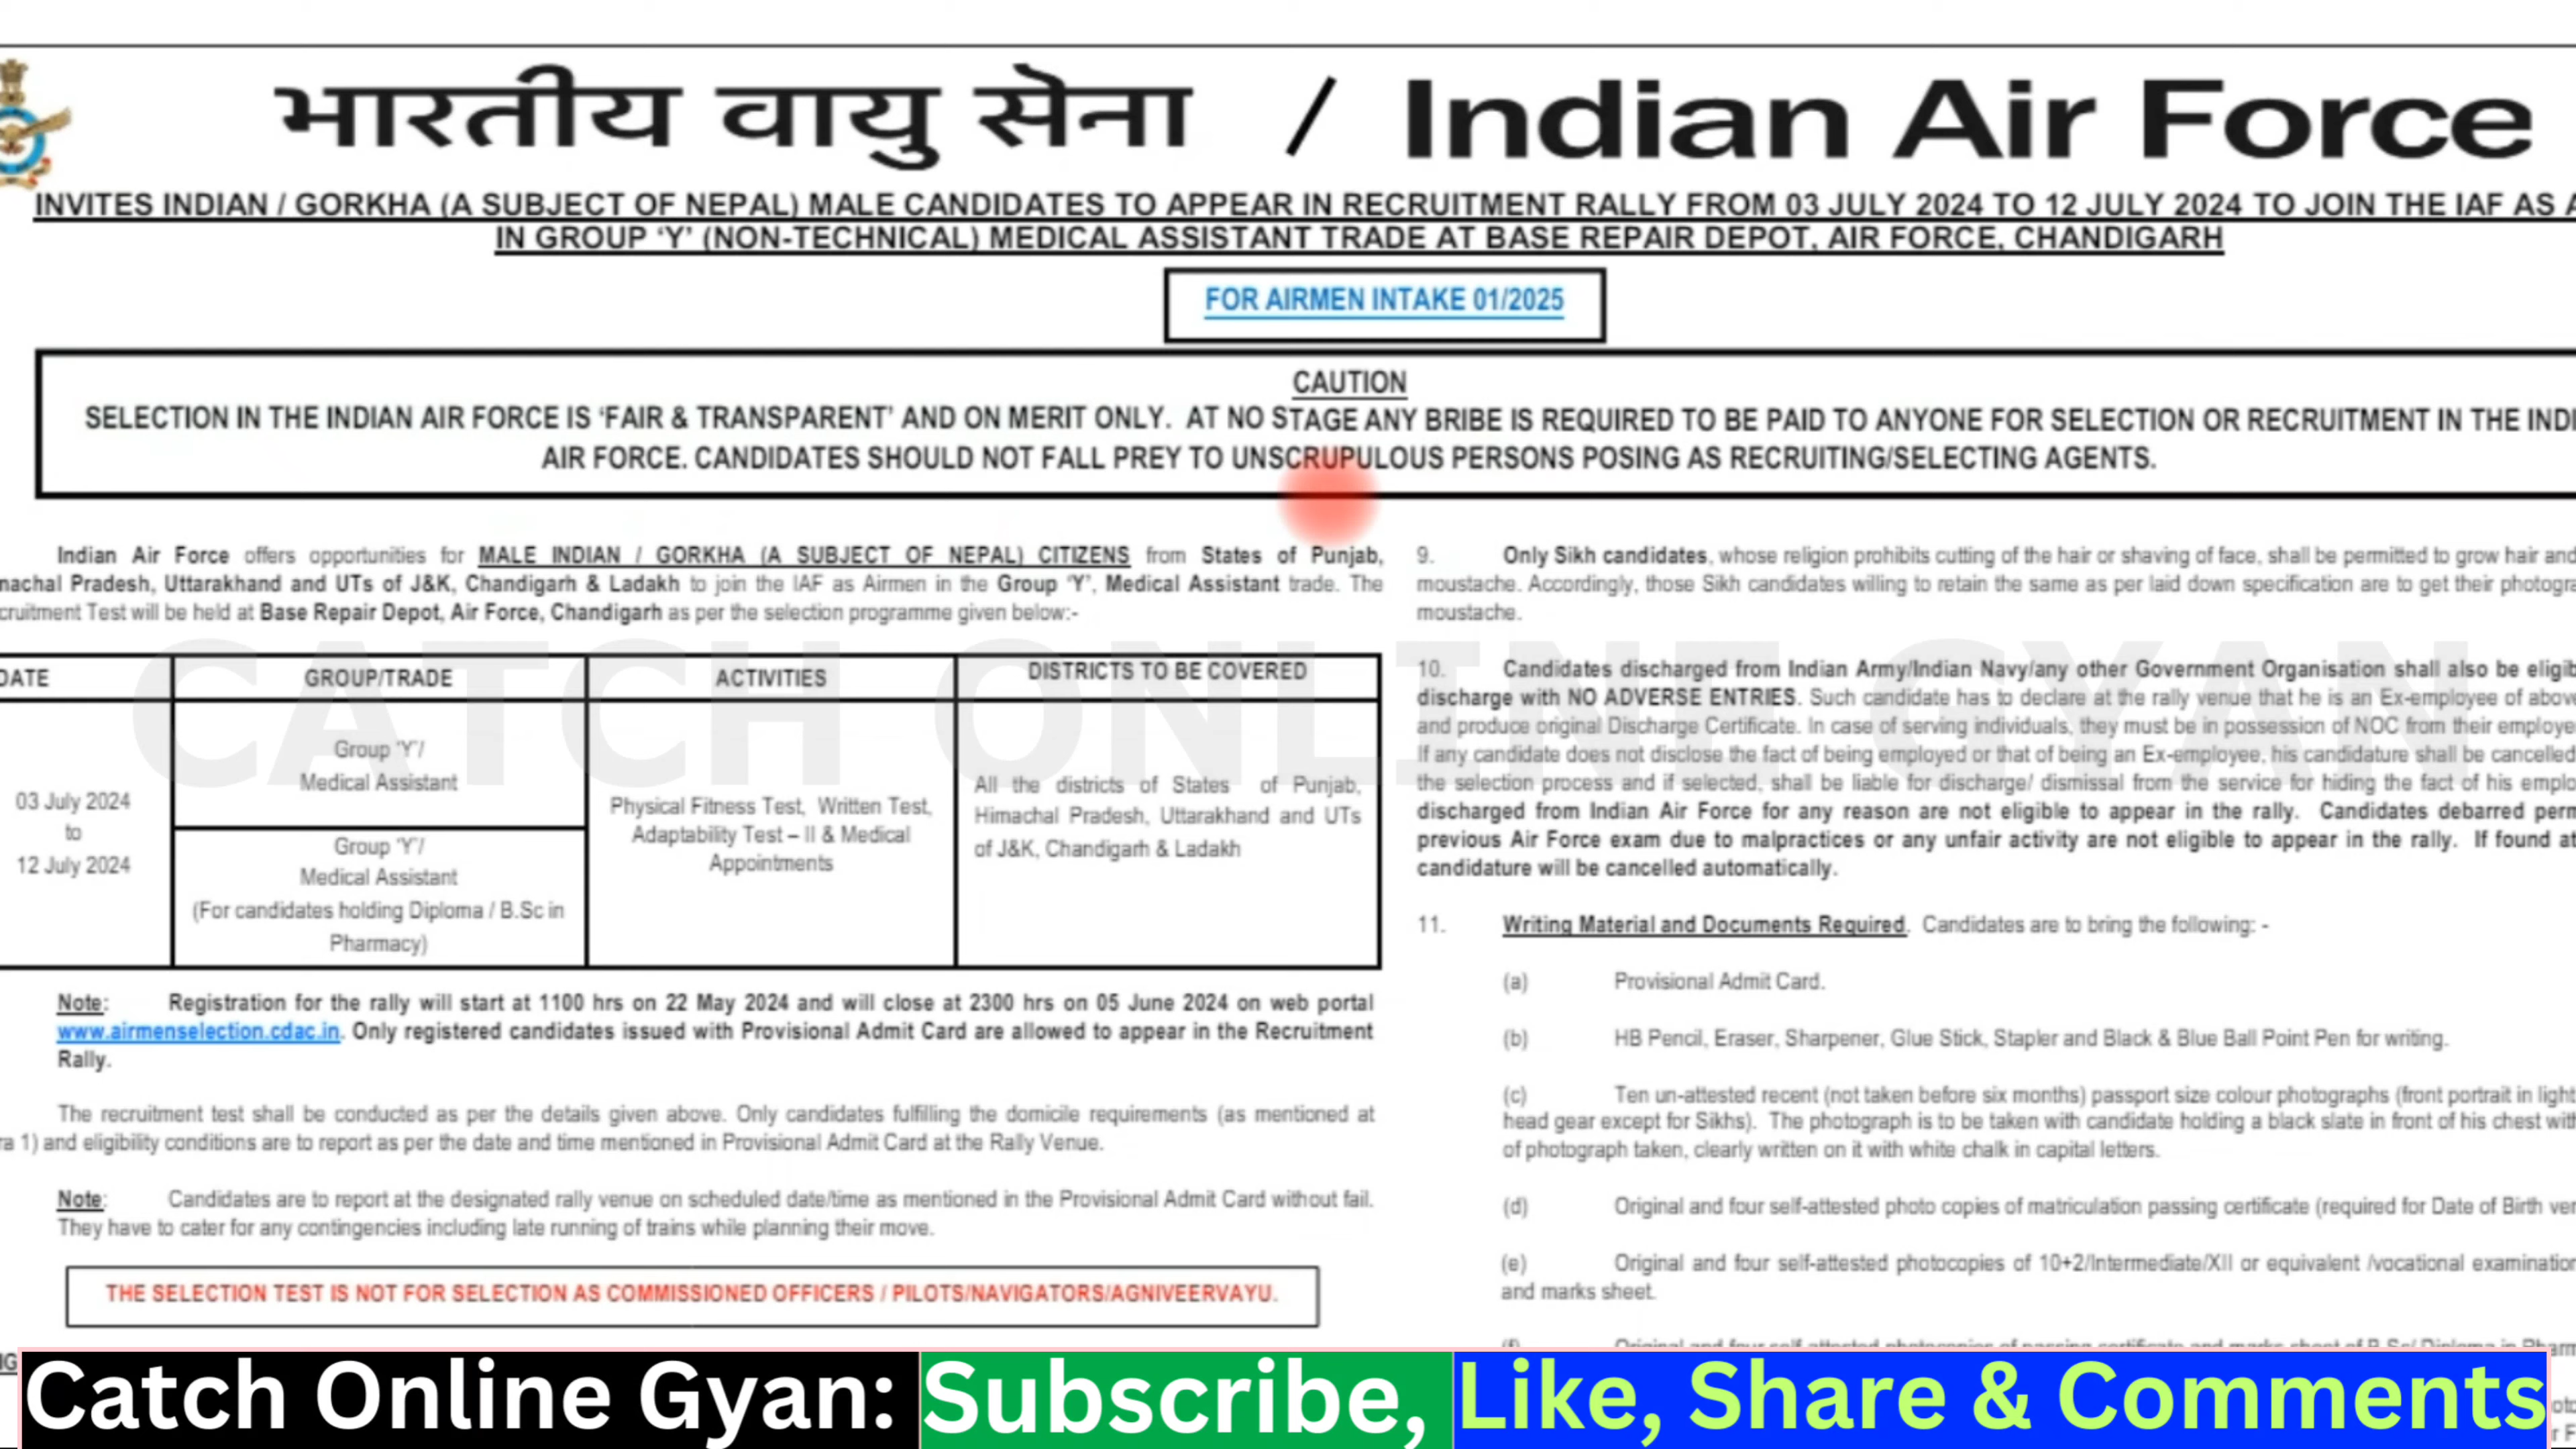 भारतीय वायु सेना / Indian Air Force
INVITES INDIAN / GORKHA (A SUBJECT OF NEPAL) MALE CANDIDATES TO APPEAR IN RECRUITMENT RALLY FROM 03 JULY 2024 TO 12 JULY 2024 TO JOIN THE IAF AS
IN GROUP ‘Y’ (NON-TECHNICAL) MEDICAL ASSISTANT TRADE AT BASE REPAIR DEPOT, AIR FORCE, CHANDIGARH
FOR AIRMEN INTAKE 01/2025
CAUTION
SELECTION IN THE INDIAN AIR FORCE IS ‘FAIR & TRANSPARENT’ AND ON MERIT ONLY. AT NO STAGE ANY BRIBE IS REQUIRED TO BE PAID TO ANYONE FOR SELECTION OR RECRUITMENT IN THE INDI
AIR FORCE. CANDIDATES SHOULD NOT FALL PREY TO UNSCRUPULOUS PERSONS POSING AS RECRUITING/SELECTING AGENTS.
Indian Air Force offers opportunities for MALE INDIAN / GORKHA (A SUBJECT OF NEPAL) CITIZENS from States of Punjab,
machal Pradesh, Uttarakhand and UTs of J&K, Chandigarh & Ladakh to join the IAF as Airmen in the Group ‘Y’, Medical Assistant trade. The
cruitment Test will be held at Base Repair Depot, Air Force, Chandigarh as per the selection programme given below:-
DATE GROUP/TRADE ACTIVITIES DISTRICTS TO BE COVERED
03 July 2024
to
12 July 2024
Group ‘Y’/
Medical Assistant
Group ‘Y’/
Medical Assistant
(For candidates holding Diploma / B.Sc in
Pharmacy)
Physical Fitness Test, Written Test,
Adaptability Test – II & Medical
Appointments
All the districts of States of Punjab,
Himachal Pradesh, Uttarakhand and UTs
of J&K, Chandigarh & Ladakh
Note: Registration for the rally will start at 1100 hrs on 22 May 2024 and will close at 2300 hrs on 05 June 2024 on web portal
www.airmenselection.cdac.in. Only registered candidates issued with Provisional Admit Card are allowed to appear in the Recruitment
Rally.
The recruitment test shall be conducted as per the details given above. Only candidates fulfilling the domicile requirements (as mentioned at
ra 1) and eligibility conditions are to report as per the date and time mentioned in Provisional Admit Card at the Rally Venue.
Note: Candidates are to report at the designated rally venue on scheduled date/time as mentioned in the Provisional Admit Card without fail.
They have to cater for any contingencies including late running of trains while planning their move.
THE SELECTION TEST IS NOT FOR SELECTION AS COMMISSIONED OFFICERS / PILOTS/NAVIGATORS/AGNIVEERVAYU.
9. Only Sikh candidates, whose religion prohibits cutting of the hair or shaving of face, shall be permitted to grow hair and
moustache. Accordingly, those Sikh candidates willing to retain the same as per laid down specification are to get their photogra
moustache.
10. Candidates discharged from Indian Army/Indian Navy/any other Government Organisation shall also be eligib
discharge with NO ADVERSE ENTRIES. Such candidate has to declare at the rally venue that he is an Ex-employee of above
and produce original Discharge Certificate. In case of serving individuals, they must be in possession of NOC from their employe
If any candidate does not disclose the fact of being employed or that of being an Ex-employee, his candidature shall be cancelled
the selection process and if selected, shall be liable for discharge/ dismissal from the service for hiding the fact of his emplo
discharged from Indian Air Force for any reason are not eligible to appear in the rally. Candidates debarred perm
previous Air Force exam due to malpractices or any unfair activity are not eligible to appear in the rally. If found at
candidature will be cancelled automatically.
11. Writing Material and Documents Required. Candidates are to bring the following: -
(a) Provisional Admit Card.
(b) HB Pencil, Eraser, Sharpener, Glue Stick, Stapler and Black & Blue Ball Point Pen for writing.
(c) Ten un-attested recent (not taken before six months) passport size colour photographs (front portrait in light
head gear except for Sikhs). The photograph is to be taken with candidate holding a black slate in front of his chest with
of photograph taken, clearly written on it with white chalk in capital letters.
(d) Original and four self-attested photo copies of matriculation passing certificate (required for Date of Birth ver
(e) Original and four self-attested photocopies of 10+2/Intermediate/XII or equivalent /vocational examination
and marks sheet.
CATCH ONLINE GYAN
Catch Online Gyan: Subscribe, Like, Share & Comments